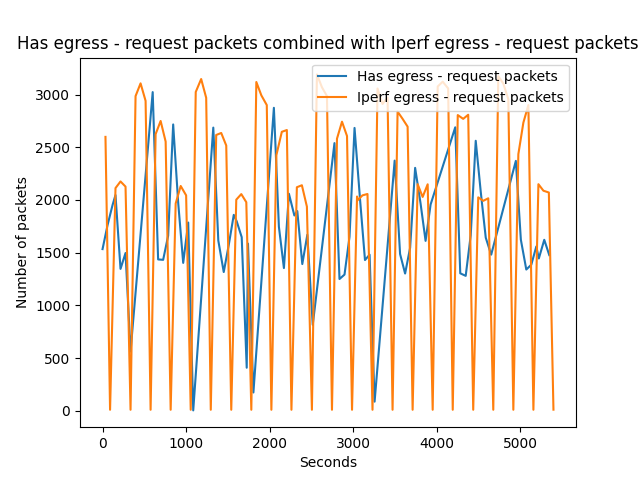 Has egress - request packets combined with Iperf egress - request packets
Has egress - request packets
Iperf egress - request packets
Number of packets
3000
2500
2000
1500
1000
500
0
0 1000 2000 3000 4000 5000
Seconds